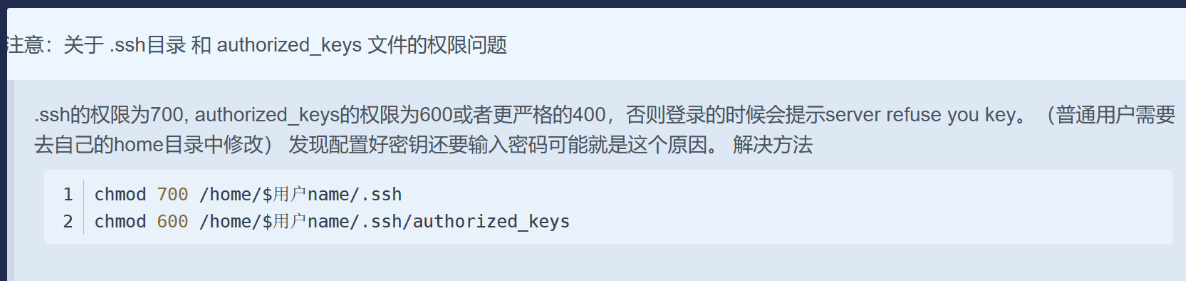 注意：关于 .ssh目录 和 authorized_keys 文件的权限问题
.ssh的权限为700, authorized_keys的权限为600或者更严格的400，否则登录的时候会提示server refuse you key。（普通用户需要
去自己的home目录中修改） 发现配置好密钥还要输入密码可能就是这个原因。 解决方法
1 chmod 700 /home/$用户name/.ssh
2 chmod 600 /home/$用户name/.ssh/authorized_keys